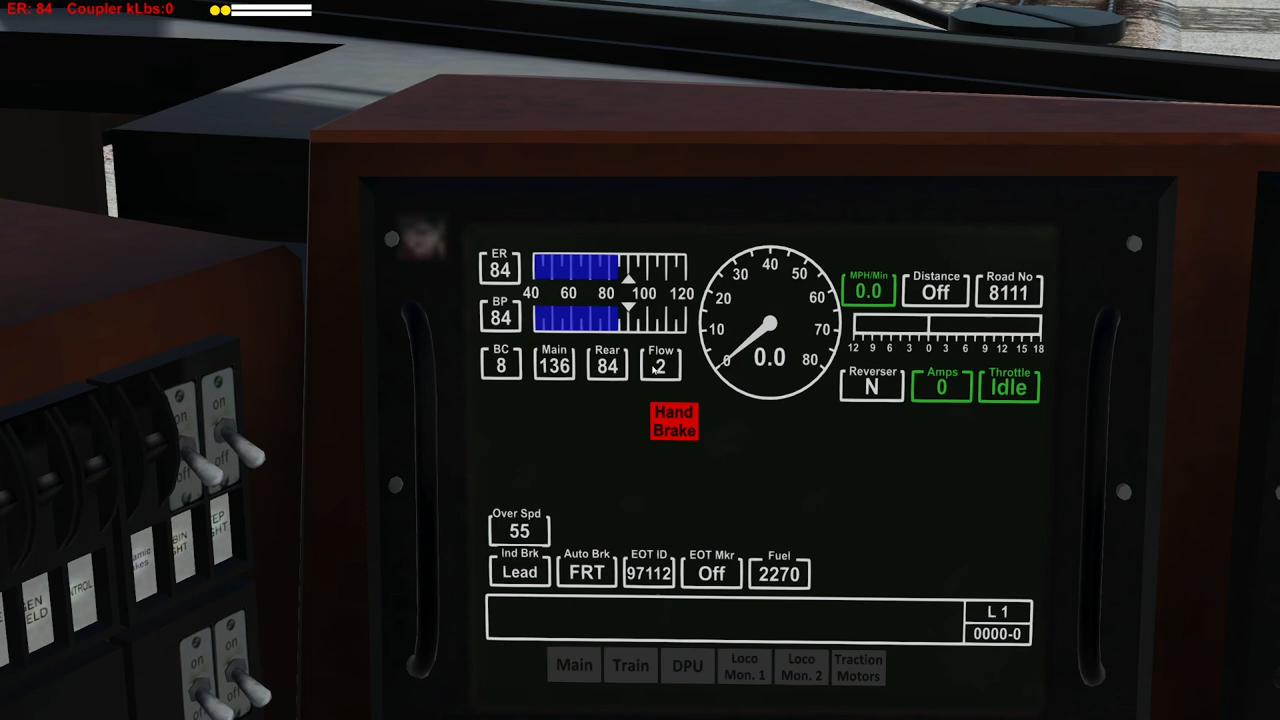 ER: 84 Coupler kLbs:0
ER
84
40 60 80 100 120
BP
84
BC
8
Main
136
Rear
84
Flow
2
0 10 20 30 40 50 60 70 80
0.0
MPH/Min
0.0
Distance
Off
Road No
8111
12 9 6 3 0 3 6 9 12 15 18
Reverser
N
Amps
0
Throttle
Idle
Hand
Brake
Over Spd
55
Ind Brk
Lead
Auto Brk
FRT
EOT ID
97112
EOT Mkr
Off
Fuel
2270
L 1
0000-0
Main
Train
DPU
Loco
Mon. 1
Loco
Mon. 2
Traction
Motors
on
off
on
off
on
off
on
off